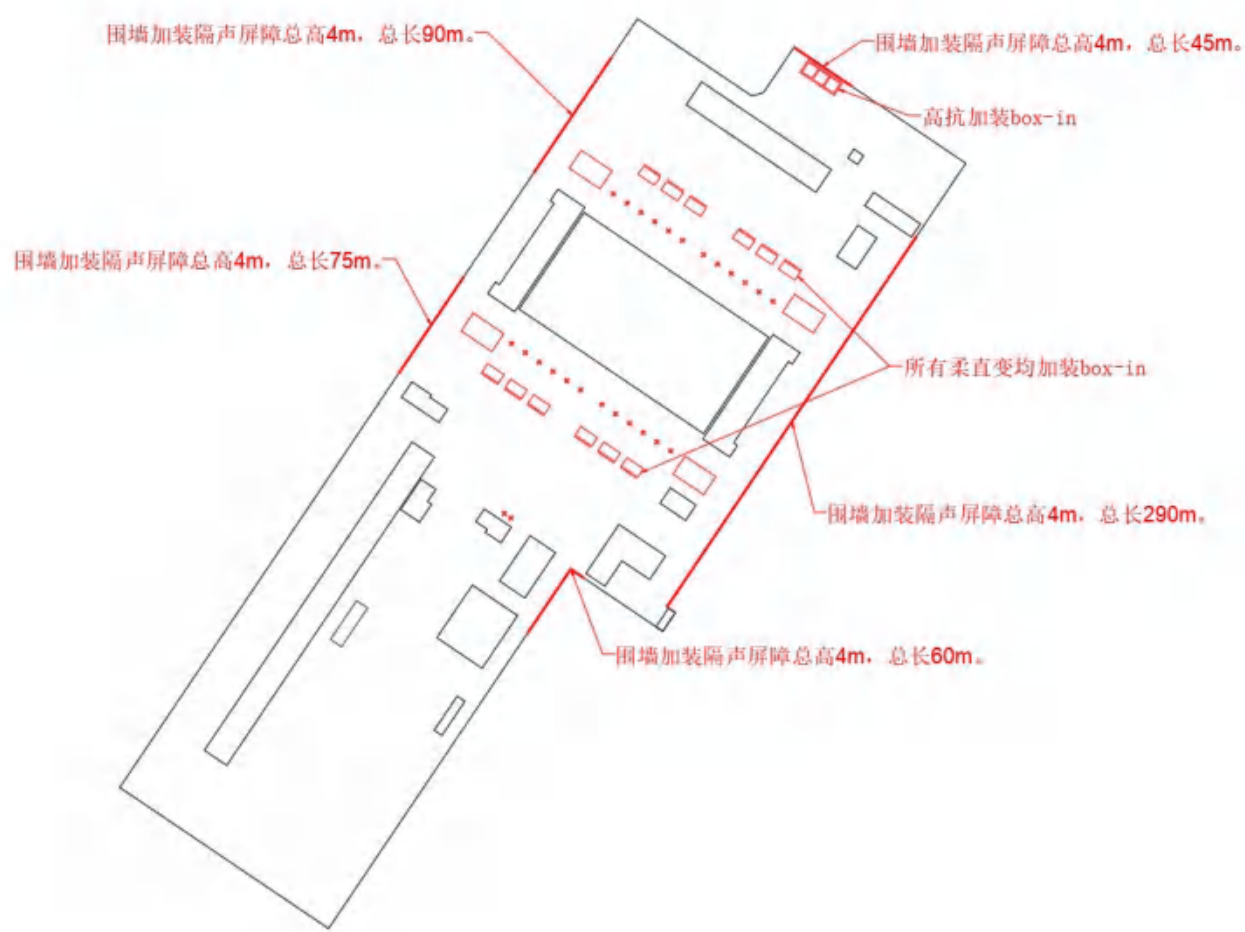 围墙加装隔声屏障总高4m，总长90m。
围墙加装隔声屏障总高4m，总长45m。
高抗加装box-in
围墙加装隔声屏障总高4m，总长75m。
所有柔直变均加装box-in
围墙加装隔声屏障总高4m，总长290m。
围墙加装隔声屏障总高4m，总长60m。